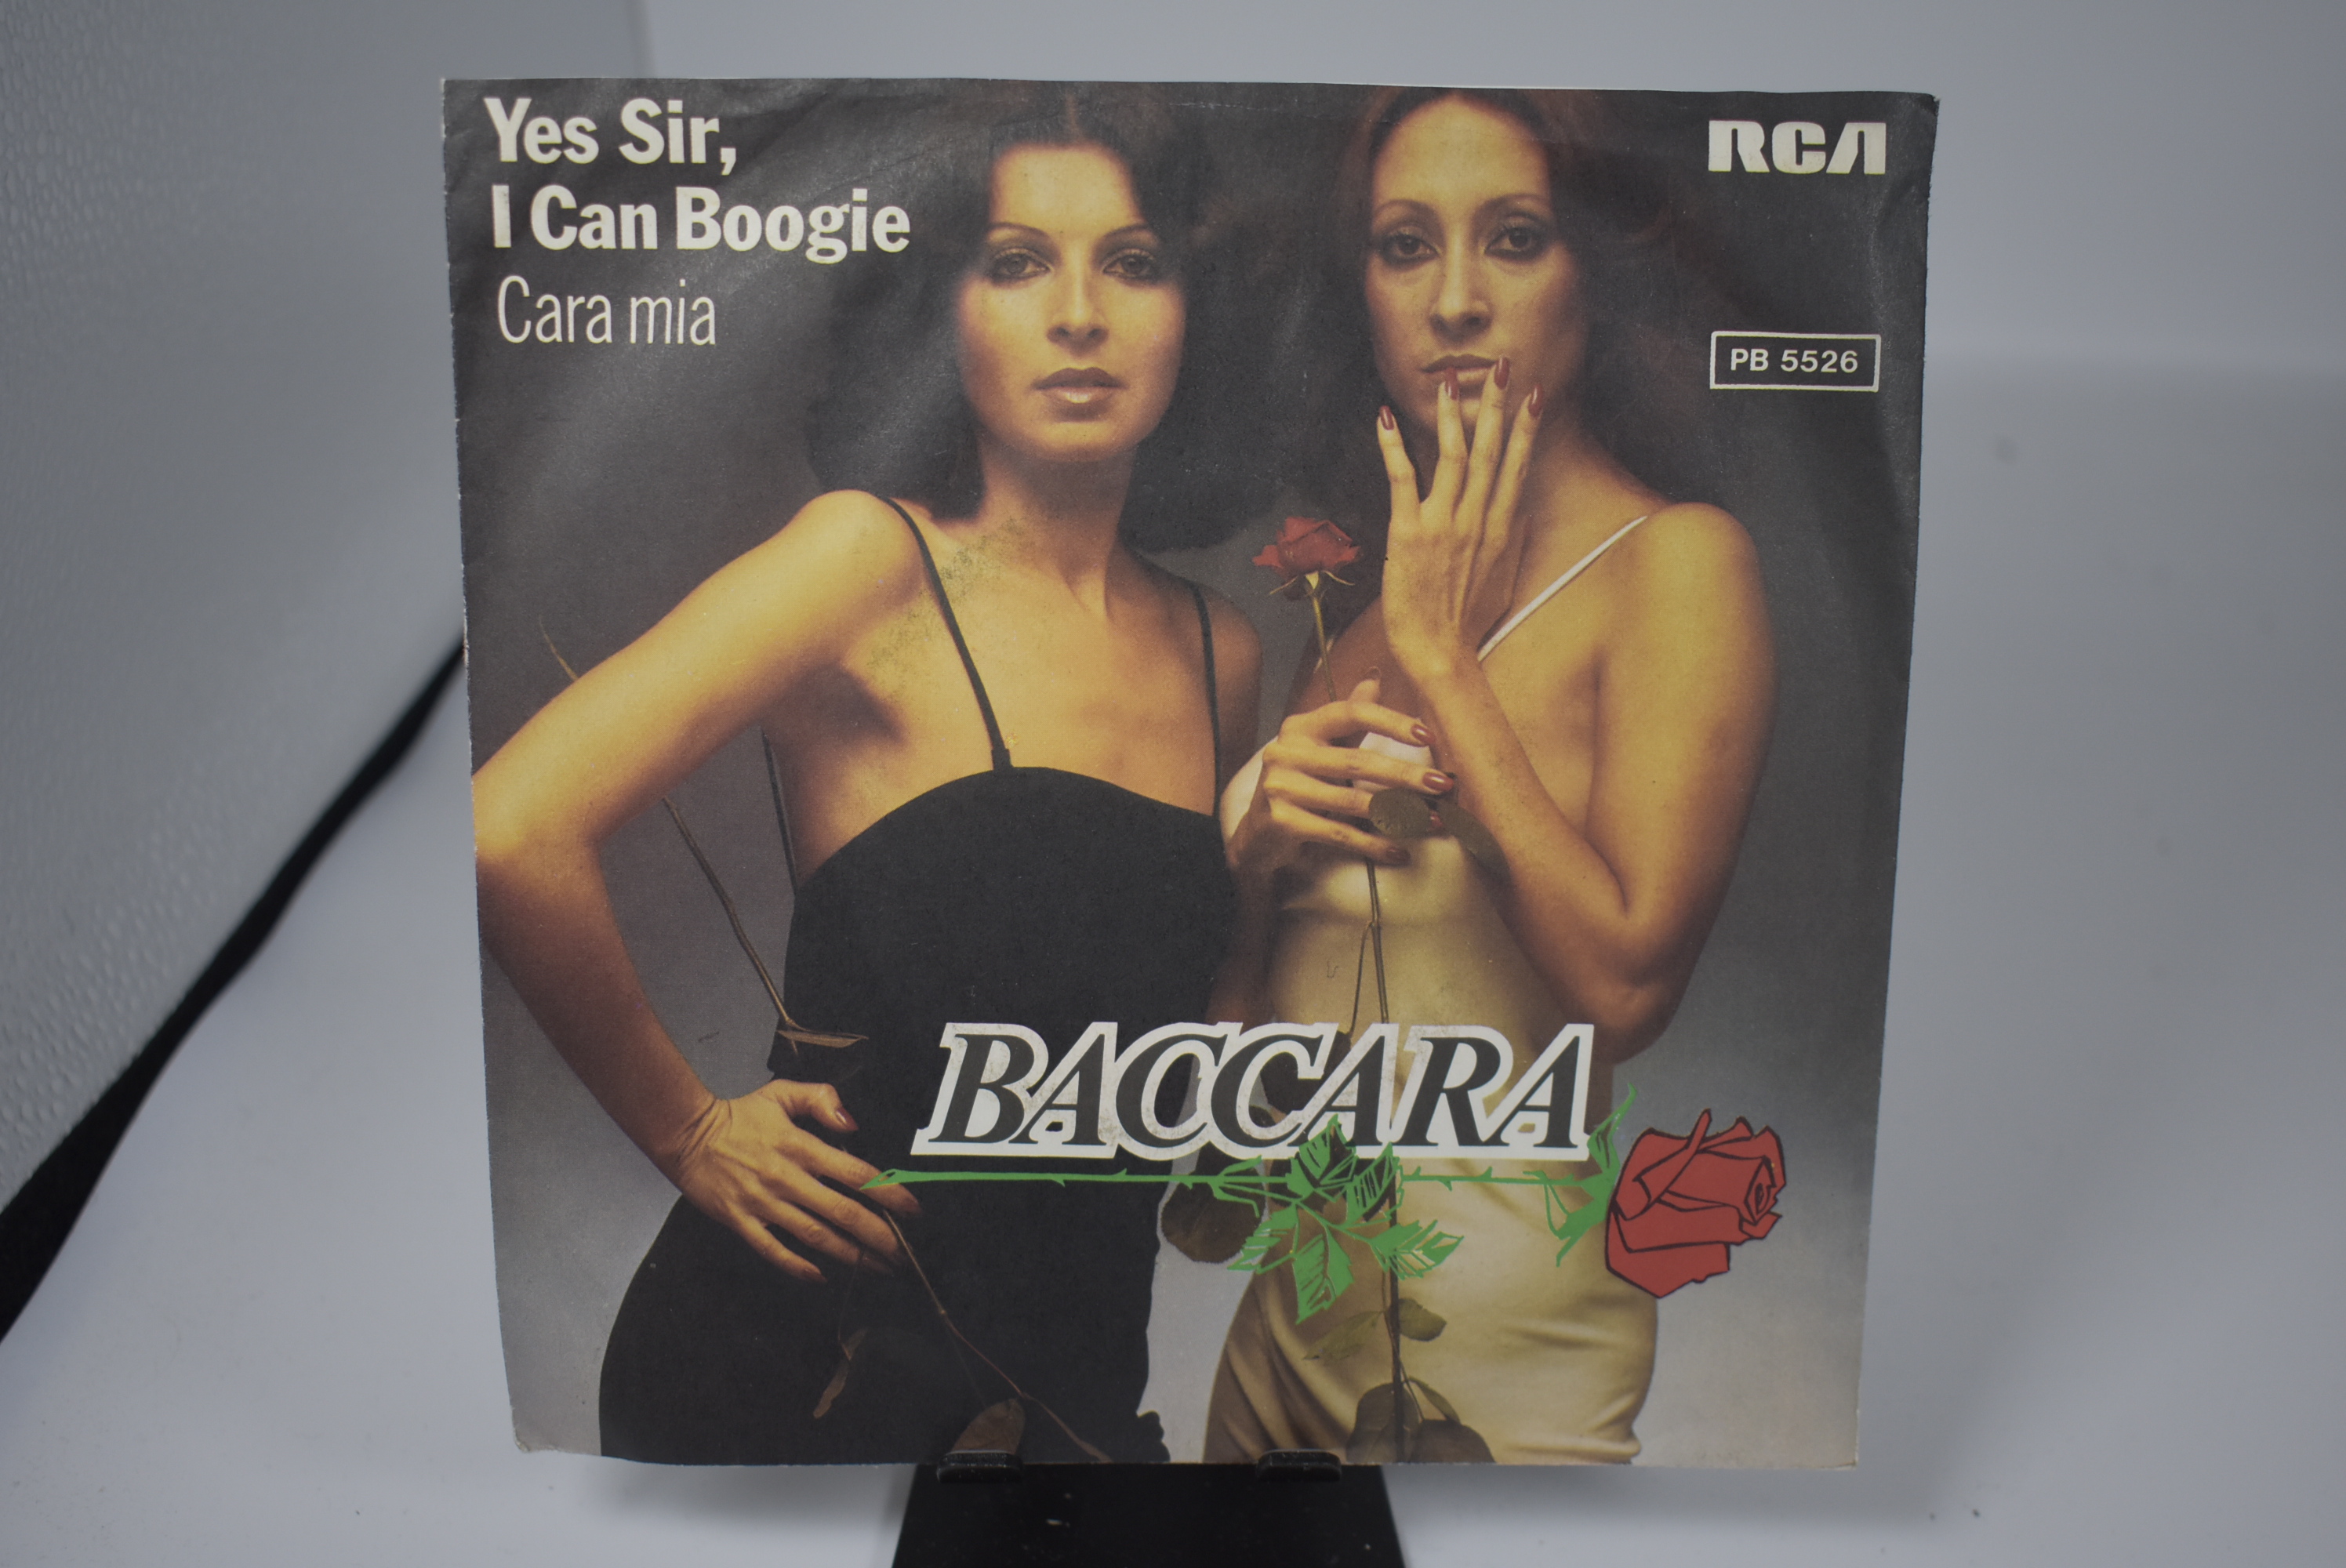 Yes Sir,
I Can Boogie
Cara mia
RCA
PB 5526
BACCARA